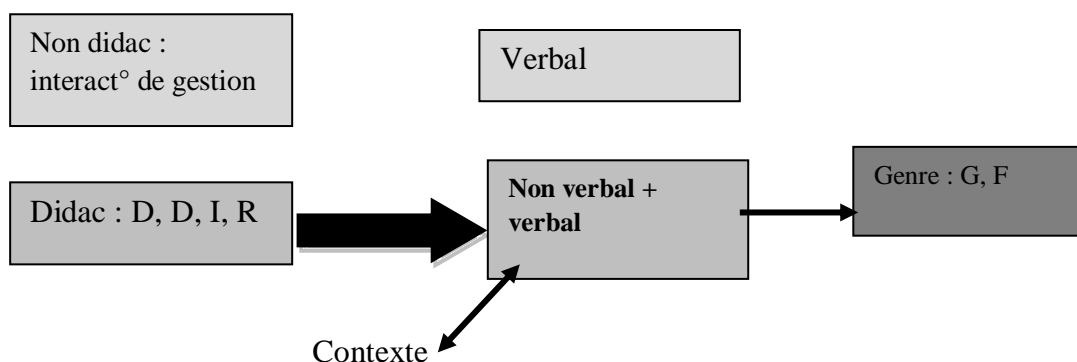 Non didac :
interact° de gestion
Verbal
Didac : D, D, I, R
Non verbal +
verbal
Genre : G, F
Contexte